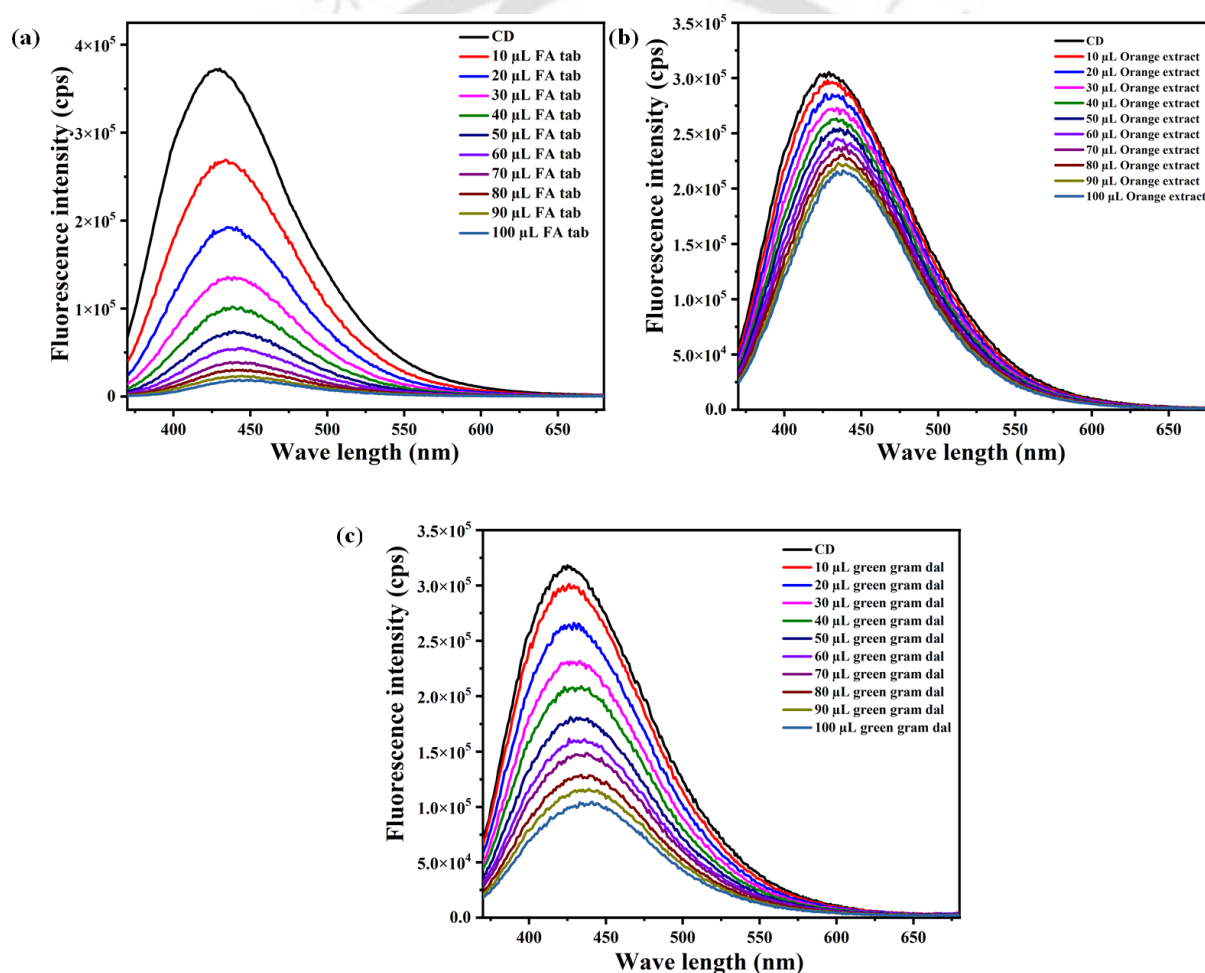 (a)
Fluorescence intensity (cps)
4×10⁵
3×10⁵
2×10⁵
1×10⁵
0
400 450 500 550 600 650
Wave length (nm)
CD
10 µL FA tab
20 µL FA tab
30 µL FA tab
40 µL FA tab
50 µL FA tab
60 µL FA tab
70 µL FA tab
80 µL FA tab
90 µL FA tab
100 µL FA tab
(b)
Fluorescence intensity (cps)
3.5×10⁵
3.0×10⁵
2.5×10⁵
2.0×10⁵
1.5×10⁵
1.0×10⁵
5.0×10⁴
0.0
400 450 500 550 600 650
Wave length (nm)
CD
10 µL Orange extract
20 µL Orange extract
30 µL Orange extract
40 µL Orange extract
50 µL Orange extract
60 µL Orange extract
70 µL Orange extract
80 µL Orange extract
90 µL Orange extract
100 µL Orange extract
(c)
Fluorescence intensity (cps)
3.5×10⁵
3.0×10⁵
2.5×10⁵
2.0×10⁵
1.5×10⁵
1.0×10⁵
5.0×10⁴
0.0
400 450 500 550 600 650
Wave length (nm)
CD
10 µL green gram dal
20 µL green gram dal
30 µL green gram dal
40 µL green gram dal
50 µL green gram dal
60 µL green gram dal
70 µL green gram dal
80 µL green gram dal
90 µL green gram dal
100 µL green gram dal